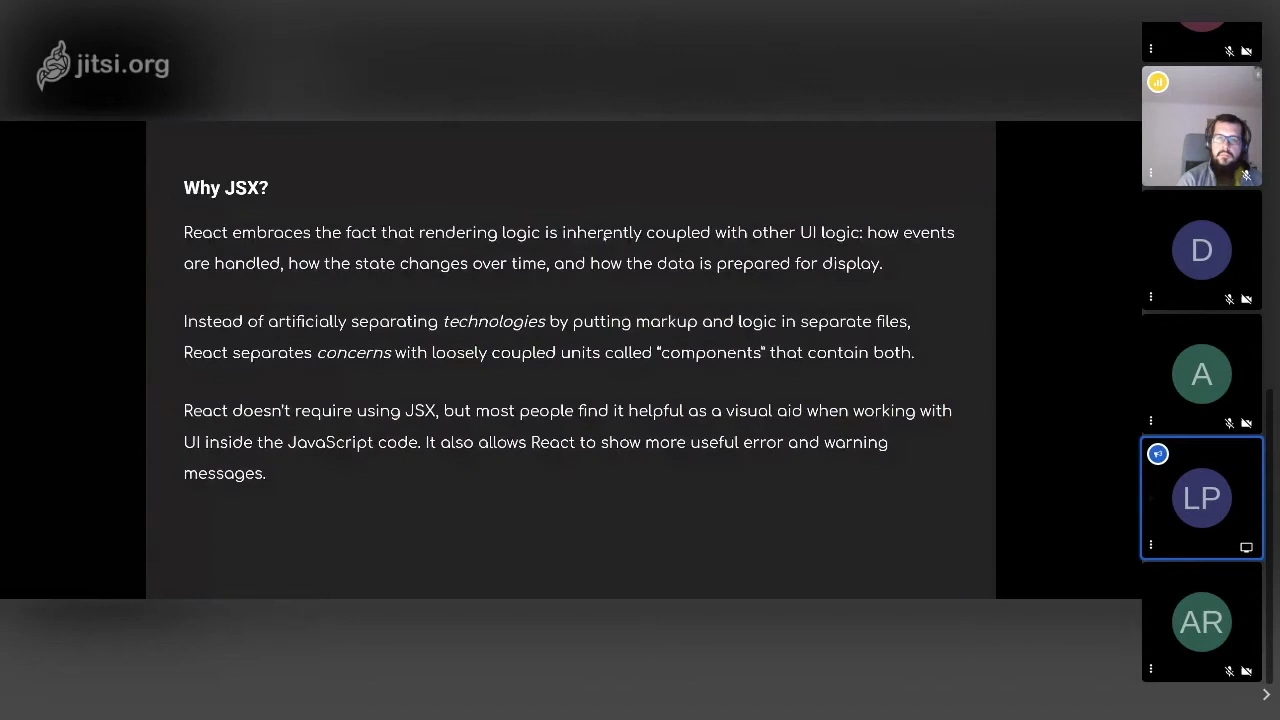 jitsi.org
Why JSX?
React embraces the fact that rendering logic is inherently coupled with other UI logic: how events
are handled, how the state changes over time, and how the data is prepared for display.
Instead of artificially separating technologies by putting markup and logic in separate files,
React separates concerns with loosely coupled units called “components” that contain both.
React doesn’t require using JSX, but most people find it helpful as a visual aid when working with
UI inside the JavaScript code. It also allows React to show more useful error and warning
messages.
D
A
LP
AR